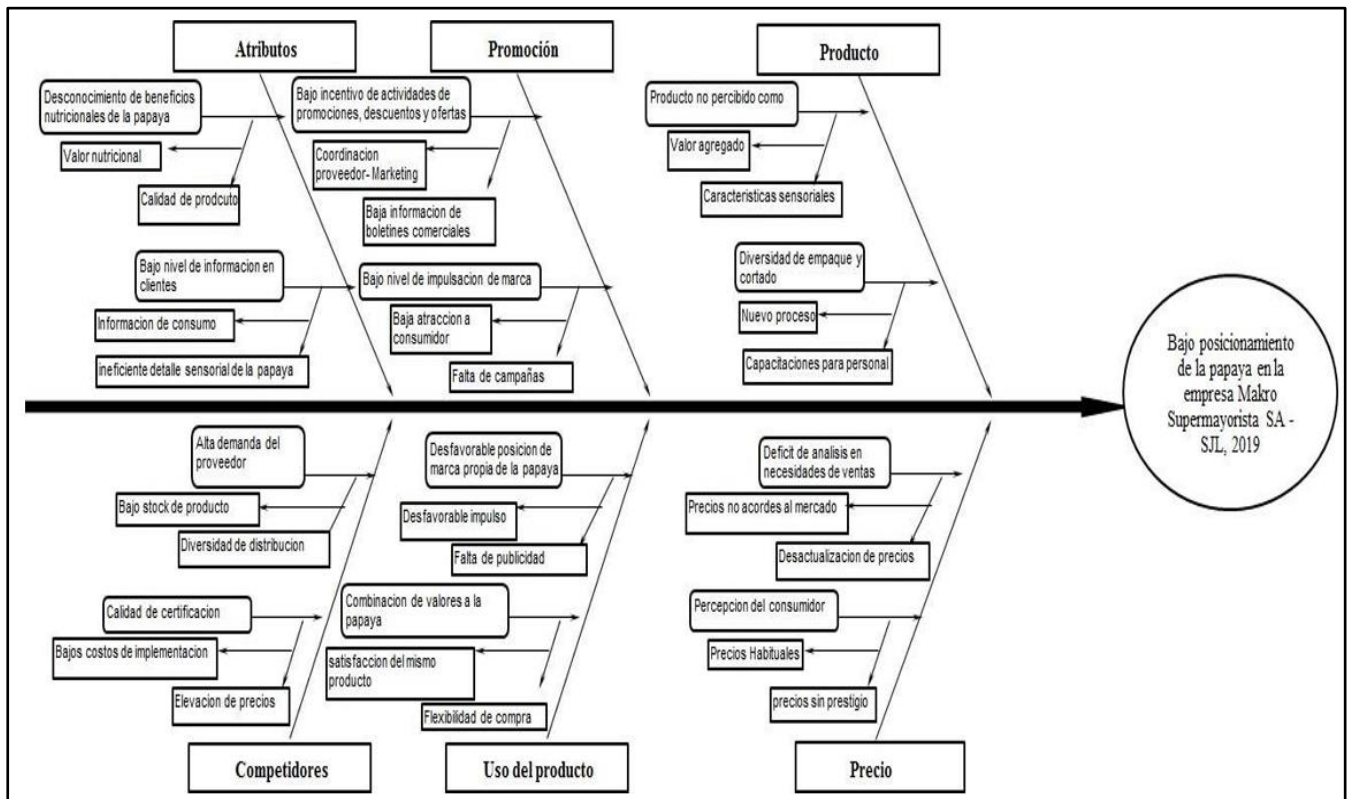 Atributos
Desconocimiento de beneficios
nutricionales de la papaya
Valor nutricional
Calidad de prodcuto
Bajo nivel de informacion en
clientes
Informacion de consumo
ineficiente detalle sensorial de la papaya
Promoción
Bajo incentivo de actividades de
promociones, descuentos y ofertas
Coordinacion
proveedor- Marketing
Baja informacion de
boletines comerciales
Bajo nivel de impulsacion de marca
Baja atraccion a
consumidor
Falta de campañas
Producto
Producto no percibido como
Valor agregado
Caracteristicas sensoriales
Diversidad de empaque y
cortado
Nuevo proceso
Capacitaciones para personal
Bajo posicionamiento
de la papaya en la
empresa Makro
Supermayorista SA -
SJL, 2019
Alta demanda del
proveedor
Bajo stock de producto
Diversidad de distribucion
Calidad de certificacion
Bajos costos de implementacion
Elevacion de precios
Competidores
Desfavorable posicion de
marca propia de la papaya
Desfavorable impulso
Falta de publicidad
Combinacion de valores a la
papaya
satisfaccion del mismo
producto
Flexibilidad de compra
Uso del producto
Deficit de analisis en
necesidades de ventas
Precios no acordes al mercado
Desactualizacion de precios
Percepcion del consumidor
Precios Habituales
precios sin prestigio
Precio